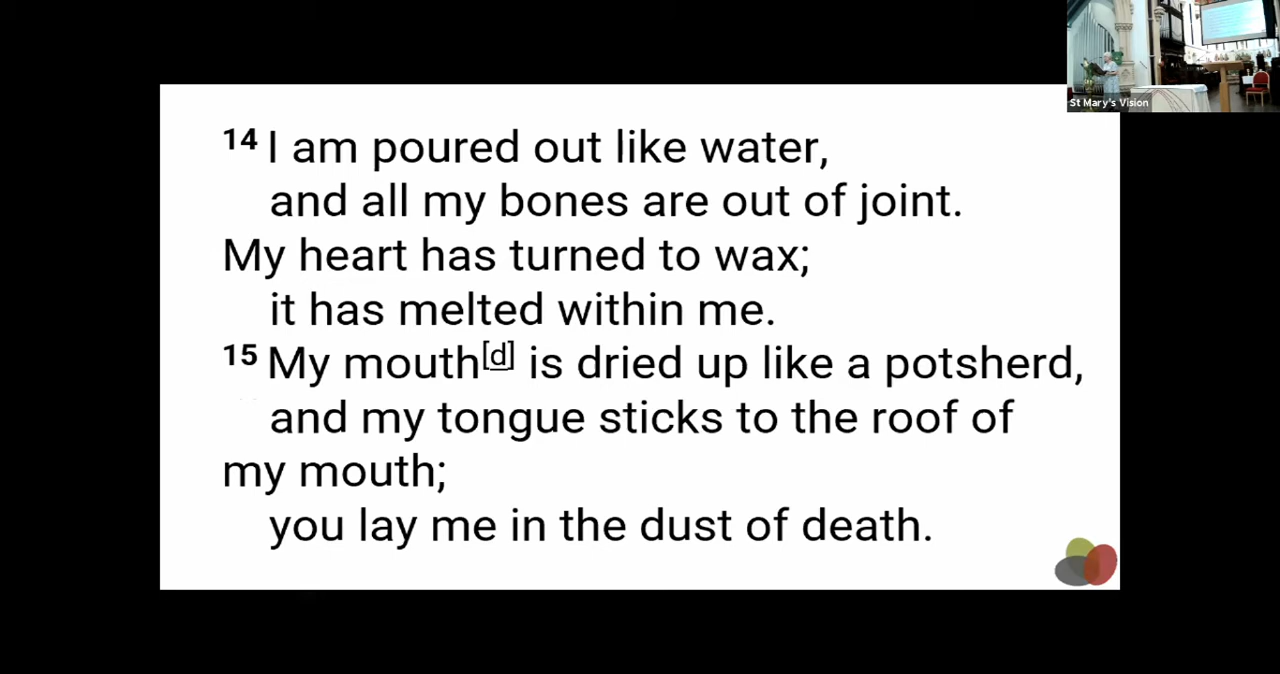 St Mary's Vision
14 I am poured out like water,
and all my bones are out of joint.
My heart has turned to wax;
it has melted within me.
15 My mouth[d] is dried up like a potsherd,
and my tongue sticks to the roof of
my mouth;
you lay me in the dust of death.